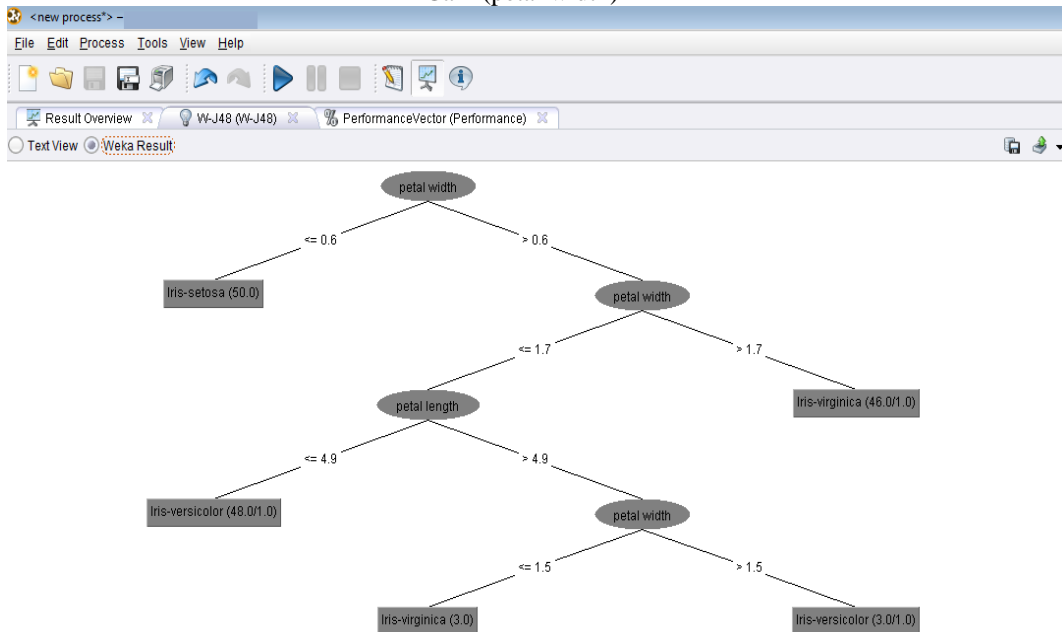 Gain (petal width)
<new process*> –
File Edit Process Tools View Help
Result Overview W-J48 (W-J48) PerformanceVector (Performance)
Text View Weka Result
petal width
<= 0.6 > 0.6
Iris-setosa (50.0) petal width
<= 1.7 > 1.7
petal length Iris-virginica (46.0/1.0)
<= 4.9 > 4.9
Iris-versicolor (48.0/1.0) petal width
<= 1.5 > 1.5
Iris-virginica (3.0) Iris-versicolor (3.0/1.0)